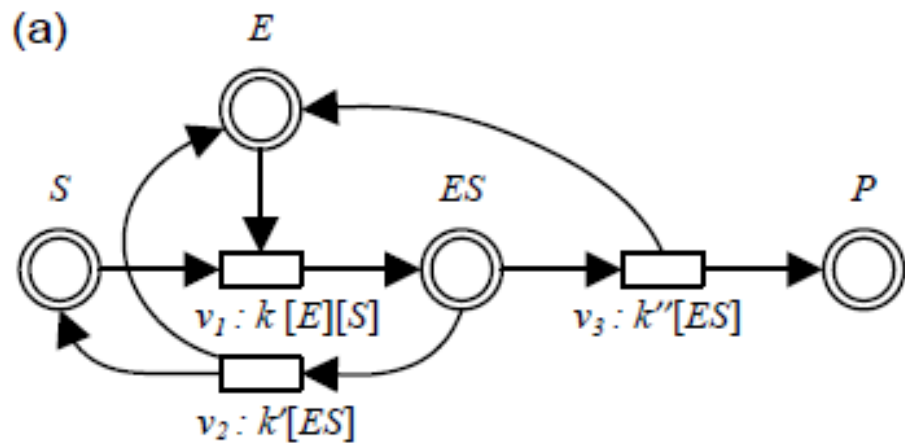 (a)
E
S
ES
P
v1 : k [E][S]
v3 : k''[ES]
v2 : k'[ES]